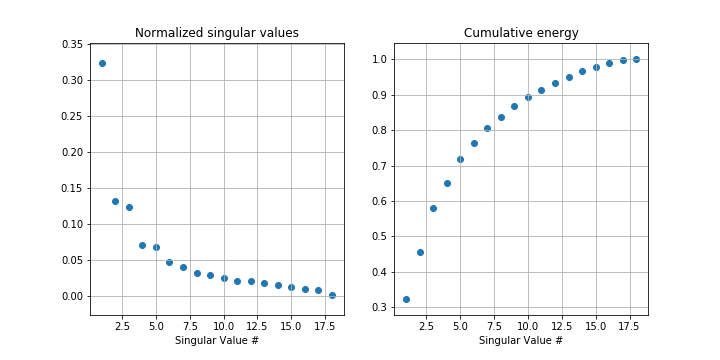 Normalized singular values
0.35
0.30
0.25
0.20
0.15
0.10
0.05
0.00
2.5 5.0 7.5 10.0 12.5 15.0 17.5
Singular Value #
Cumulative energy
1.0
0.9
0.8
0.7
0.6
0.5
0.4
0.3
2.5 5.0 7.5 10.0 12.5 15.0 17.5
Singular Value #